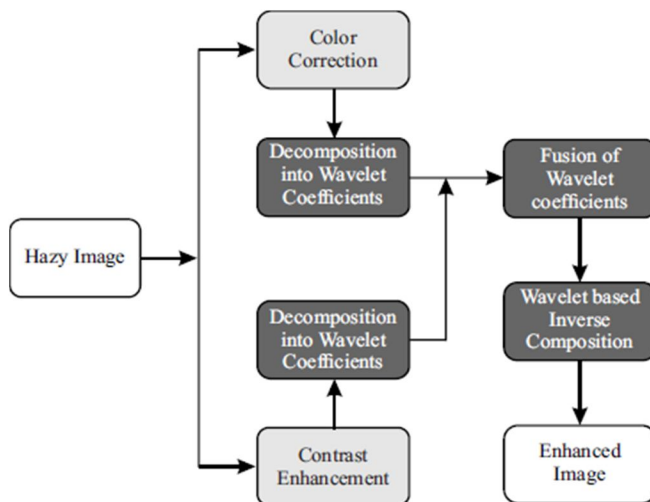 Color
Correction
Decomposition
into Wavelet
Coefficients
Fusion of
Wavelet
coefficients
Hazy Image
Decomposition
into Wavelet
Coefficients
Wavelet based
Inverse
Composition
Contrast
Enhancement
Enhanced
Image